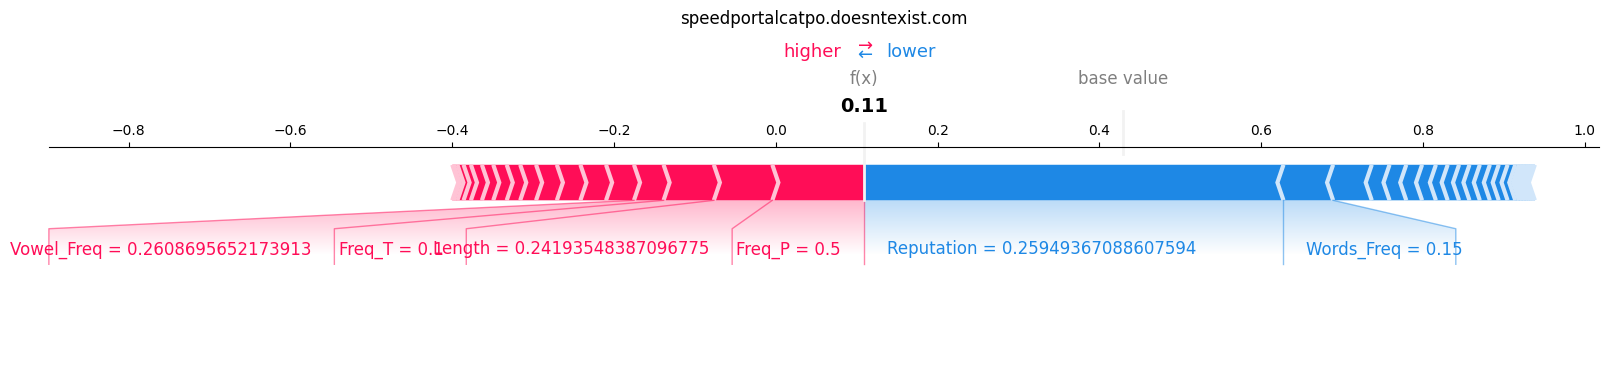 speedportalcatpo.doesntexist.com
higher ⇄ lower
f(x) base value
0.11
−0.8 −0.6 −0.4 −0.2 0.0 0.2 0.4 0.6 0.8 1.0
Vowel_Freq = 0.2608695652173913 Freq_T = 0.1 Length = 0.24193548387096775 Freq_P = 0.5 Reputation = 0.25949367088607594 Words_Freq = 0.15